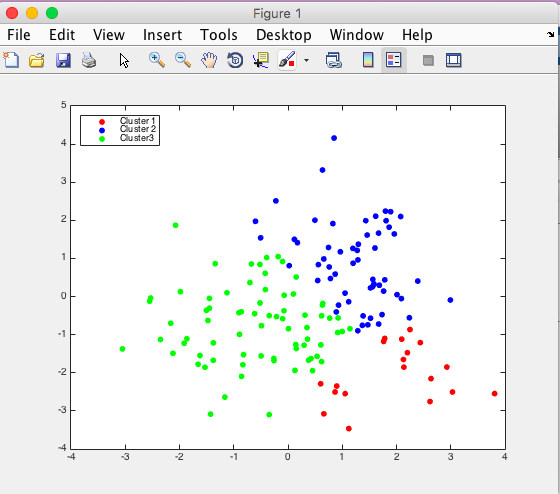 Figure 1
File Edit View Insert Tools Desktop Window Help
Cluster 1
Cluster 2
Cluster3
5
4
3
2
1
0
-1
-2
-3
-4
-4 -3 -2 -1 0 1 2 3 4